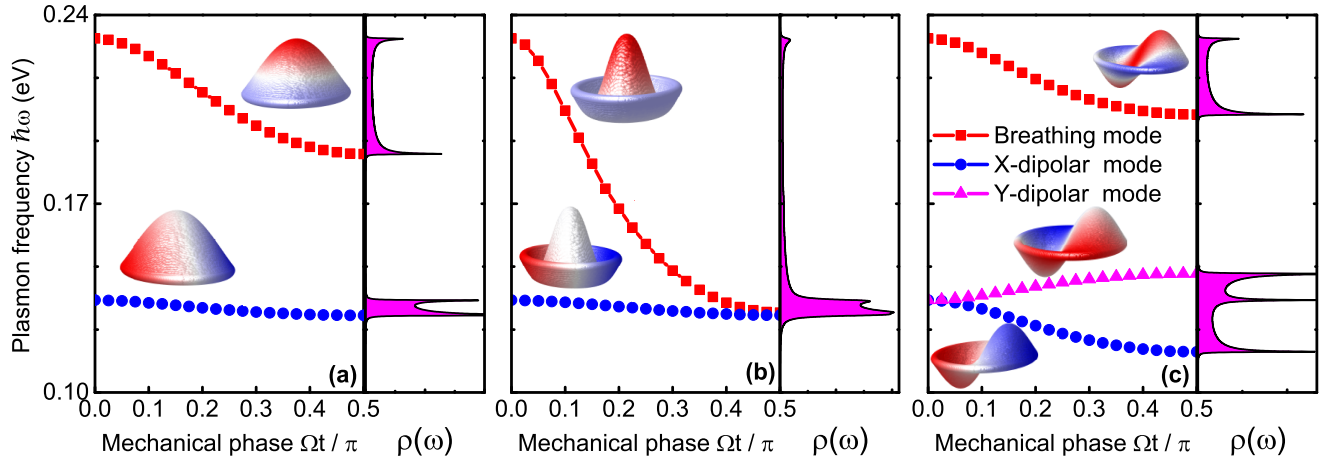 Plasmon frequency ℏω (eV)
0.24
0.17
0.10
(a)
0.0 0.1 0.2 0.3 0.4 0.5
Mechanical phase Ωt / π
ρ(ω)
(b)
0.0 0.1 0.2 0.3 0.4 0.5
Mechanical phase Ωt / π
ρ(ω)
Breathing mode
X-dipolar mode
Y-dipolar mode
(c)
0.0 0.1 0.2 0.3 0.4 0.5
Mechanical phase Ωt / π
ρ(ω)